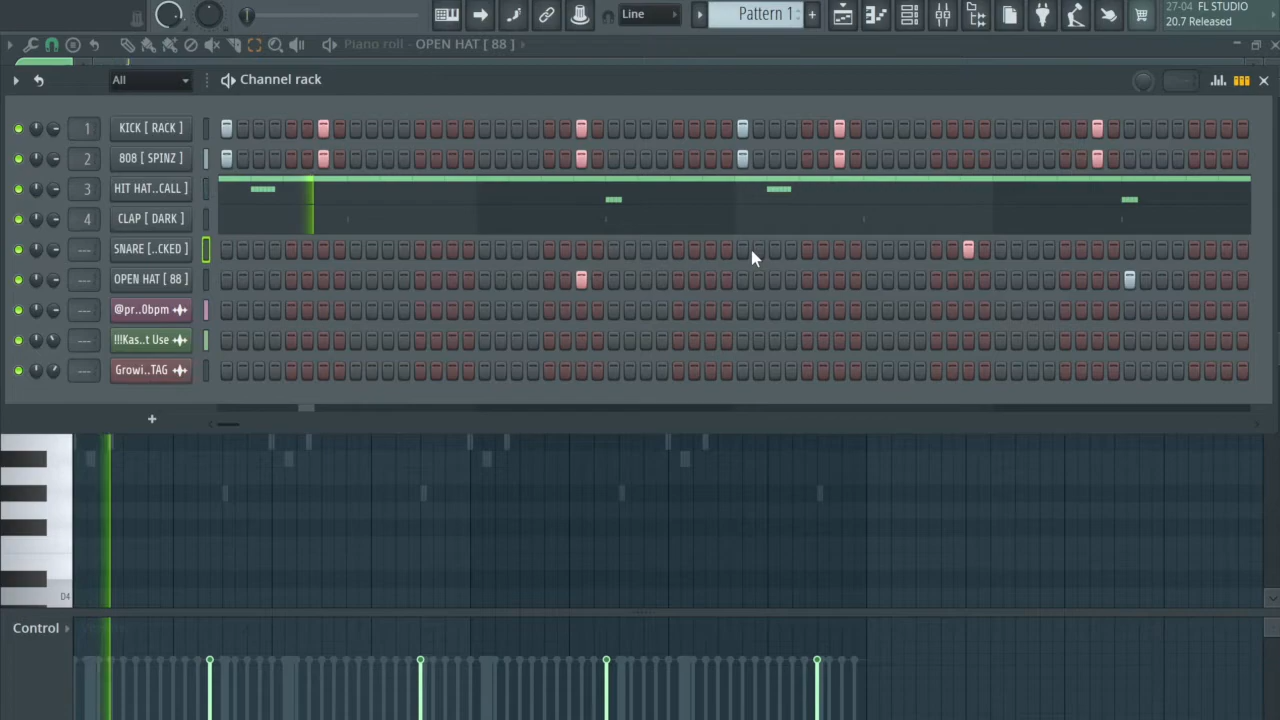 Line
Pattern 1
+
27-04 FL STUDIO
20.7 Released
Piano roll - OPEN HAT [ 88 ]
All
Channel rack
1 KICK [ RACK ]
2 808 [ SPINZ ]
3 HIT HAT..CALL ]
4 CLAP [ DARK ]
--- SNARE [..CKED ]
--- OPEN HAT [ 88 ]
--- @pr..0bpm
--- !!!Kas..t Use
--- Growi..TAG
+
D4
Control